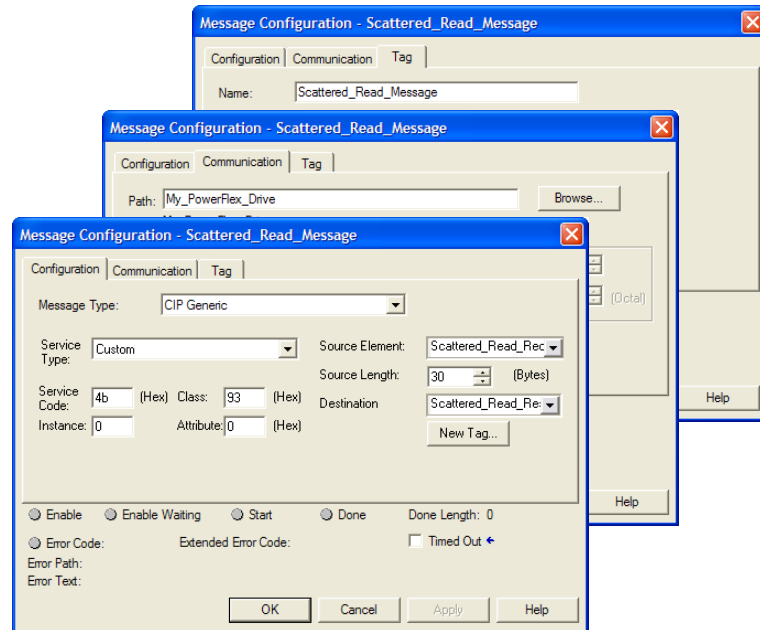 Message Configuration - Scattered_Read_Message
Configuration Communication Tag
Name: Scattered_Read_Message
Help
Message Configuration - Scattered_Read_Message
Configuration Communication Tag
Path: My_PowerFlex_Drive Browse...
(Octal)
Help
Message Configuration - Scattered_Read_Message
Configuration Communication Tag
Message Type: CIP Generic
Service Type: Custom
Source Element: Scattered_Read_Rec
Source Length: 30 (Bytes)
Service Code: 4b (Hex) Class: 93 (Hex)
Destination Scattered_Read_Re
Instance: 0 Attribute: 0 (Hex)
New Tag...
Enable Enable Waiting Start Done Done Length: 0
Error Code: Extended Error Code: Timed Out
Error Path:
Error Text:
OK Cancel Apply Help